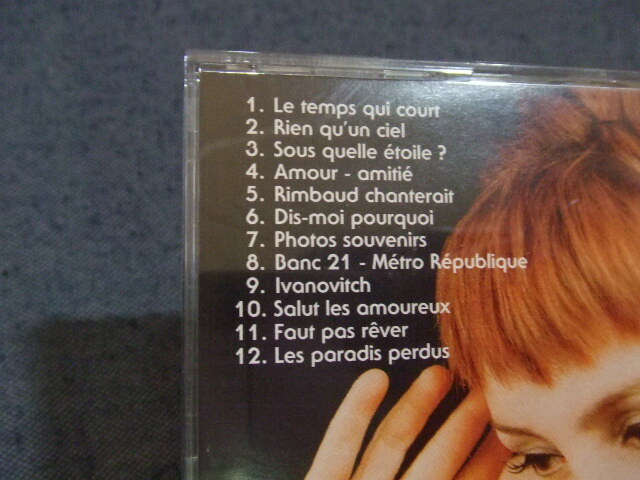 1. Le temps qui court
2. Rien qu'un ciel
3. Sous quelle étoile ?
4. Amour - amitié
5. Rimbaud chanterait
6. Dis-moi pourquoi
7. Photos souvenirs
8. Banc 21 - Métro République
9. Ivanovitch
10. Salut les amoureux
11. Faut pas rêver
12. Les paradis perdus